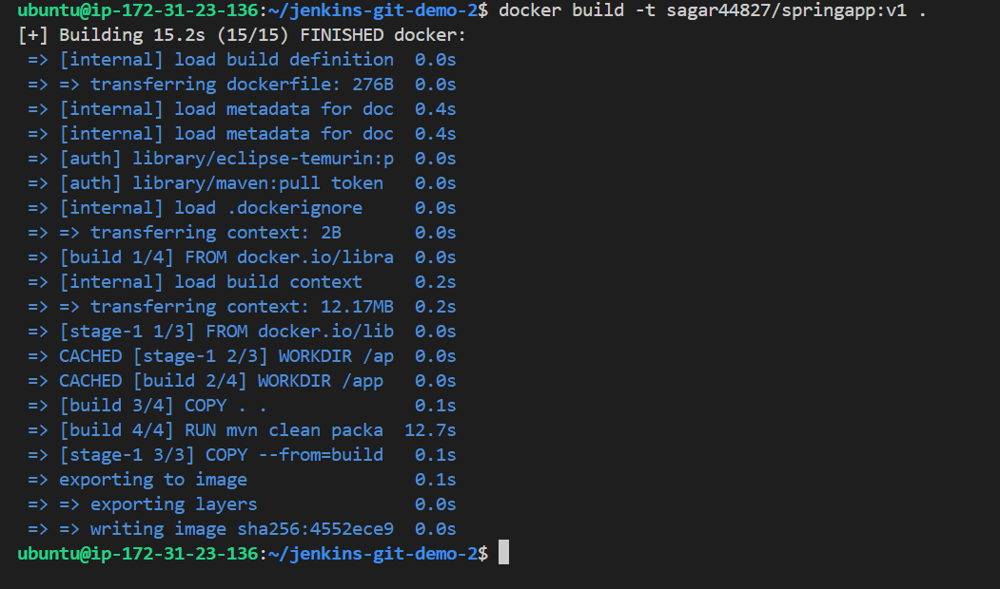 ubuntu@ip-172-31-23-136:~/jenkins-git-demo-2$ docker build -t sagar44827/springapp:v1 .
[+] Building 15.2s (15/15) FINISHED docker:
=> [internal] load build definition 0.0s
=> => transferring dockerfile: 276B 0.0s
=> [internal] load metadata for doc 0.4s
=> [internal] load metadata for doc 0.4s
=> [auth] library/eclipse-temurin:p 0.0s
=> [auth] library/maven:pull token 0.0s
=> [internal] load .dockerignore 0.0s
=> => transferring context: 2B 0.0s
=> [build 1/4] FROM docker.io/libra 0.0s
=> [internal] load build context 0.2s
=> => transferring context: 12.17MB 0.2s
=> [stage-1 1/3] FROM docker.io/lib 0.0s
=> CACHED [stage-1 2/3] WORKDIR /ap 0.0s
=> CACHED [build 2/4] WORKDIR /app 0.0s
=> [build 3/4] COPY . . 0.1s
=> [build 4/4] RUN mvn clean packa 12.7s
=> [stage-1 3/3] COPY --from=build 0.1s
=> exporting to image 0.1s
=> => exporting layers 0.0s
=> => writing image sha256:4552ece9 0.0s
ubuntu@ip-172-31-23-136:~/jenkins-git-demo-2$